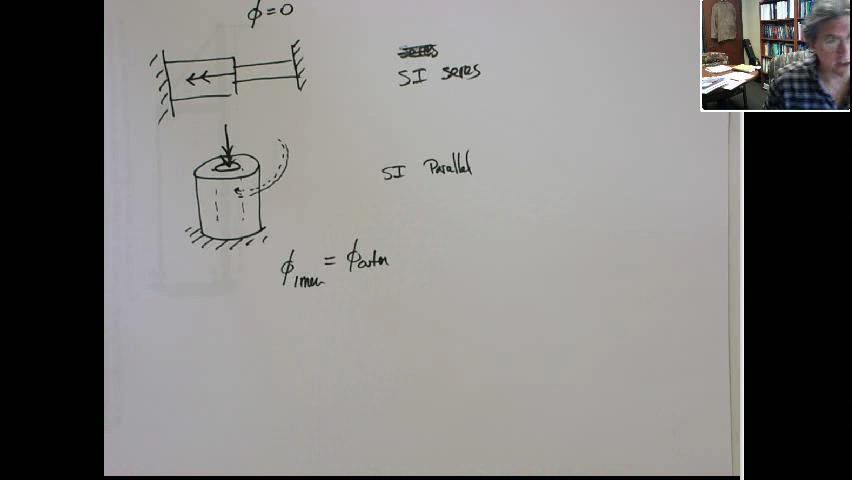 ϕ = 0
SI series
SI Parallel
ϕinner = ϕouter